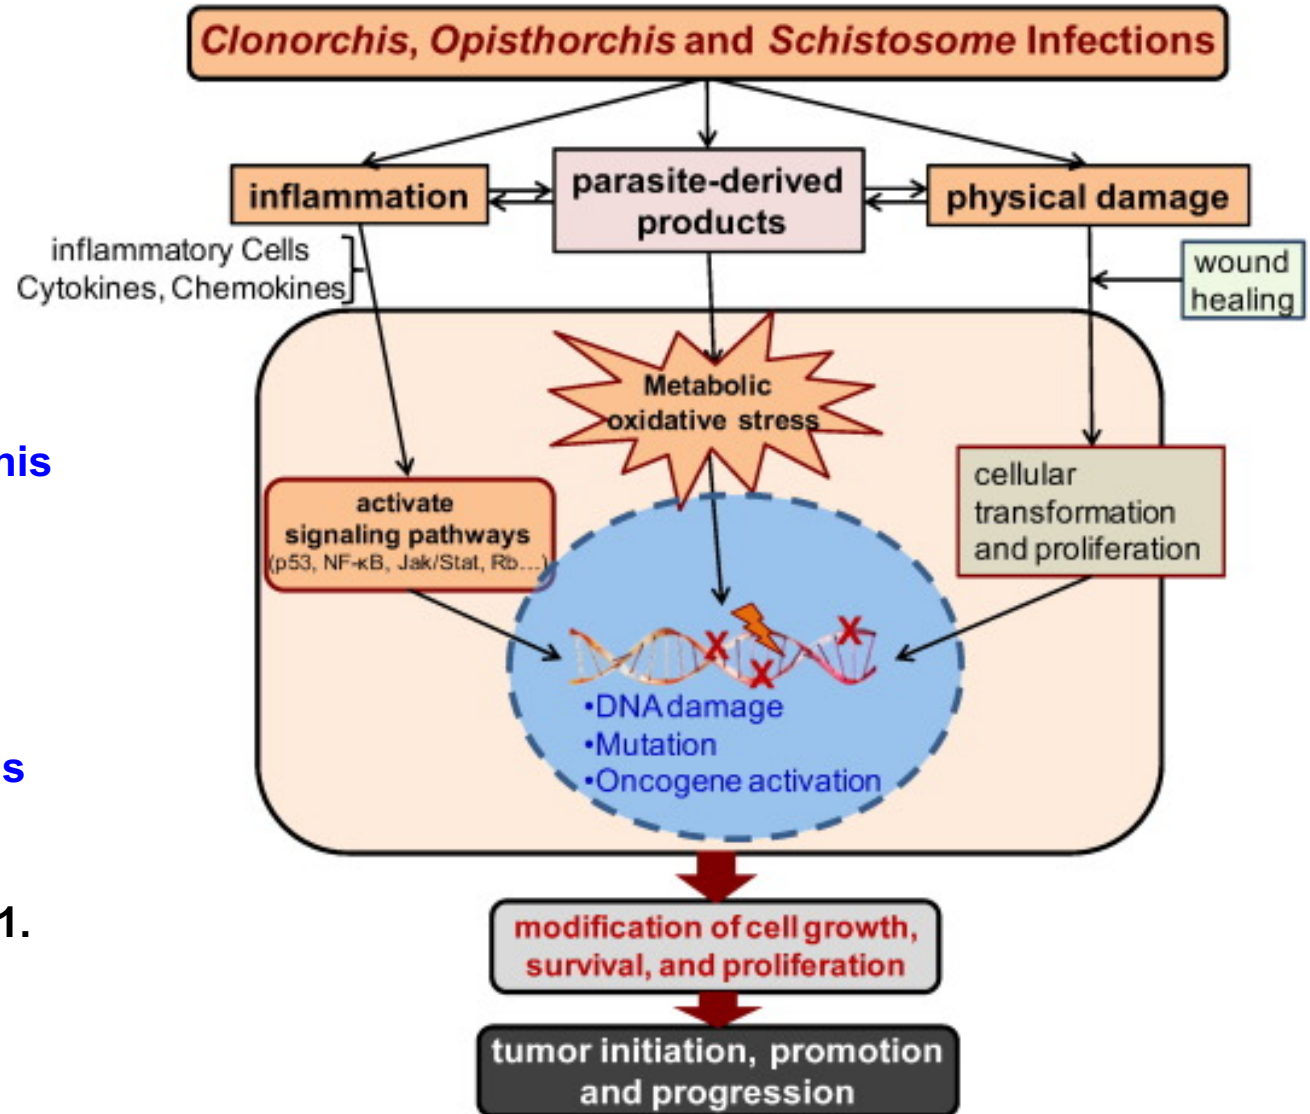 Clonorchis, Opisthorchis and Schistosome Infections
inflammation
parasite-derived
products
physical damage
inflammatory Cells
Cytokines, Chemokines
wound
healing
Metabolic
oxidative stress
nis
activate
signaling pathways
(p53, NF-κB, Jak/Stat, Rb...)
cellular
transformation
and proliferation
X
X
X
•DNA damage
•Mutation
•Oncogene activation
s
1.
modification of cell growth,
survival, and proliferation
tumor initiation, promotion
and progression